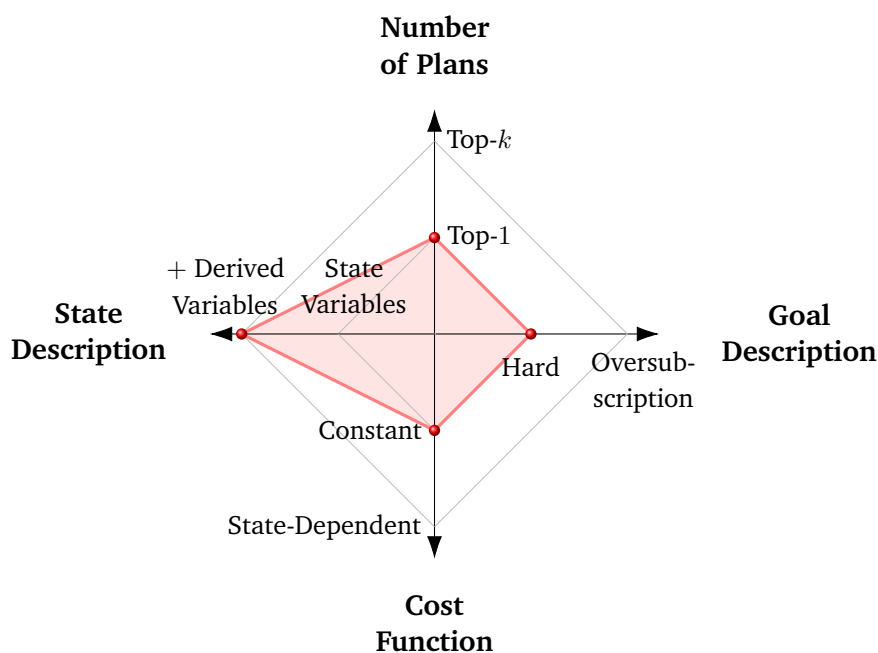 Number
of Plans
Top-k
Top-1
+ Derived
Variables
State
Variables
State
Description
Goal
Description
Hard
Oversub-
scription
Constant
State-Dependent
Cost
Function